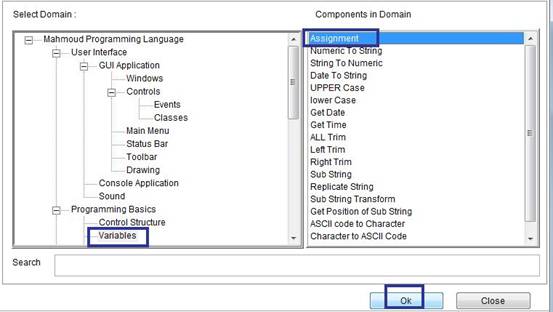 Select Domain :
Components in Domain
Mahmoud Programming Language
User Interface
GUI Application
Windows
Controls
Events
Classes
Main Menu
Status Bar
Toolbar
Drawing
Console Application
Sound
Programming Basics
Control Structure
Variables
Assignment
Numeric To String
String To Numeric
Date To String
UPPER Case
lower Case
Get Date
Get Time
ALL Trim
Left Trim
Right Trim
Sub String
Replicate String
Sub String Transform
Get Position of Sub String
ASCII code to Character
Character to ASCII Code
Search
Ok
Close